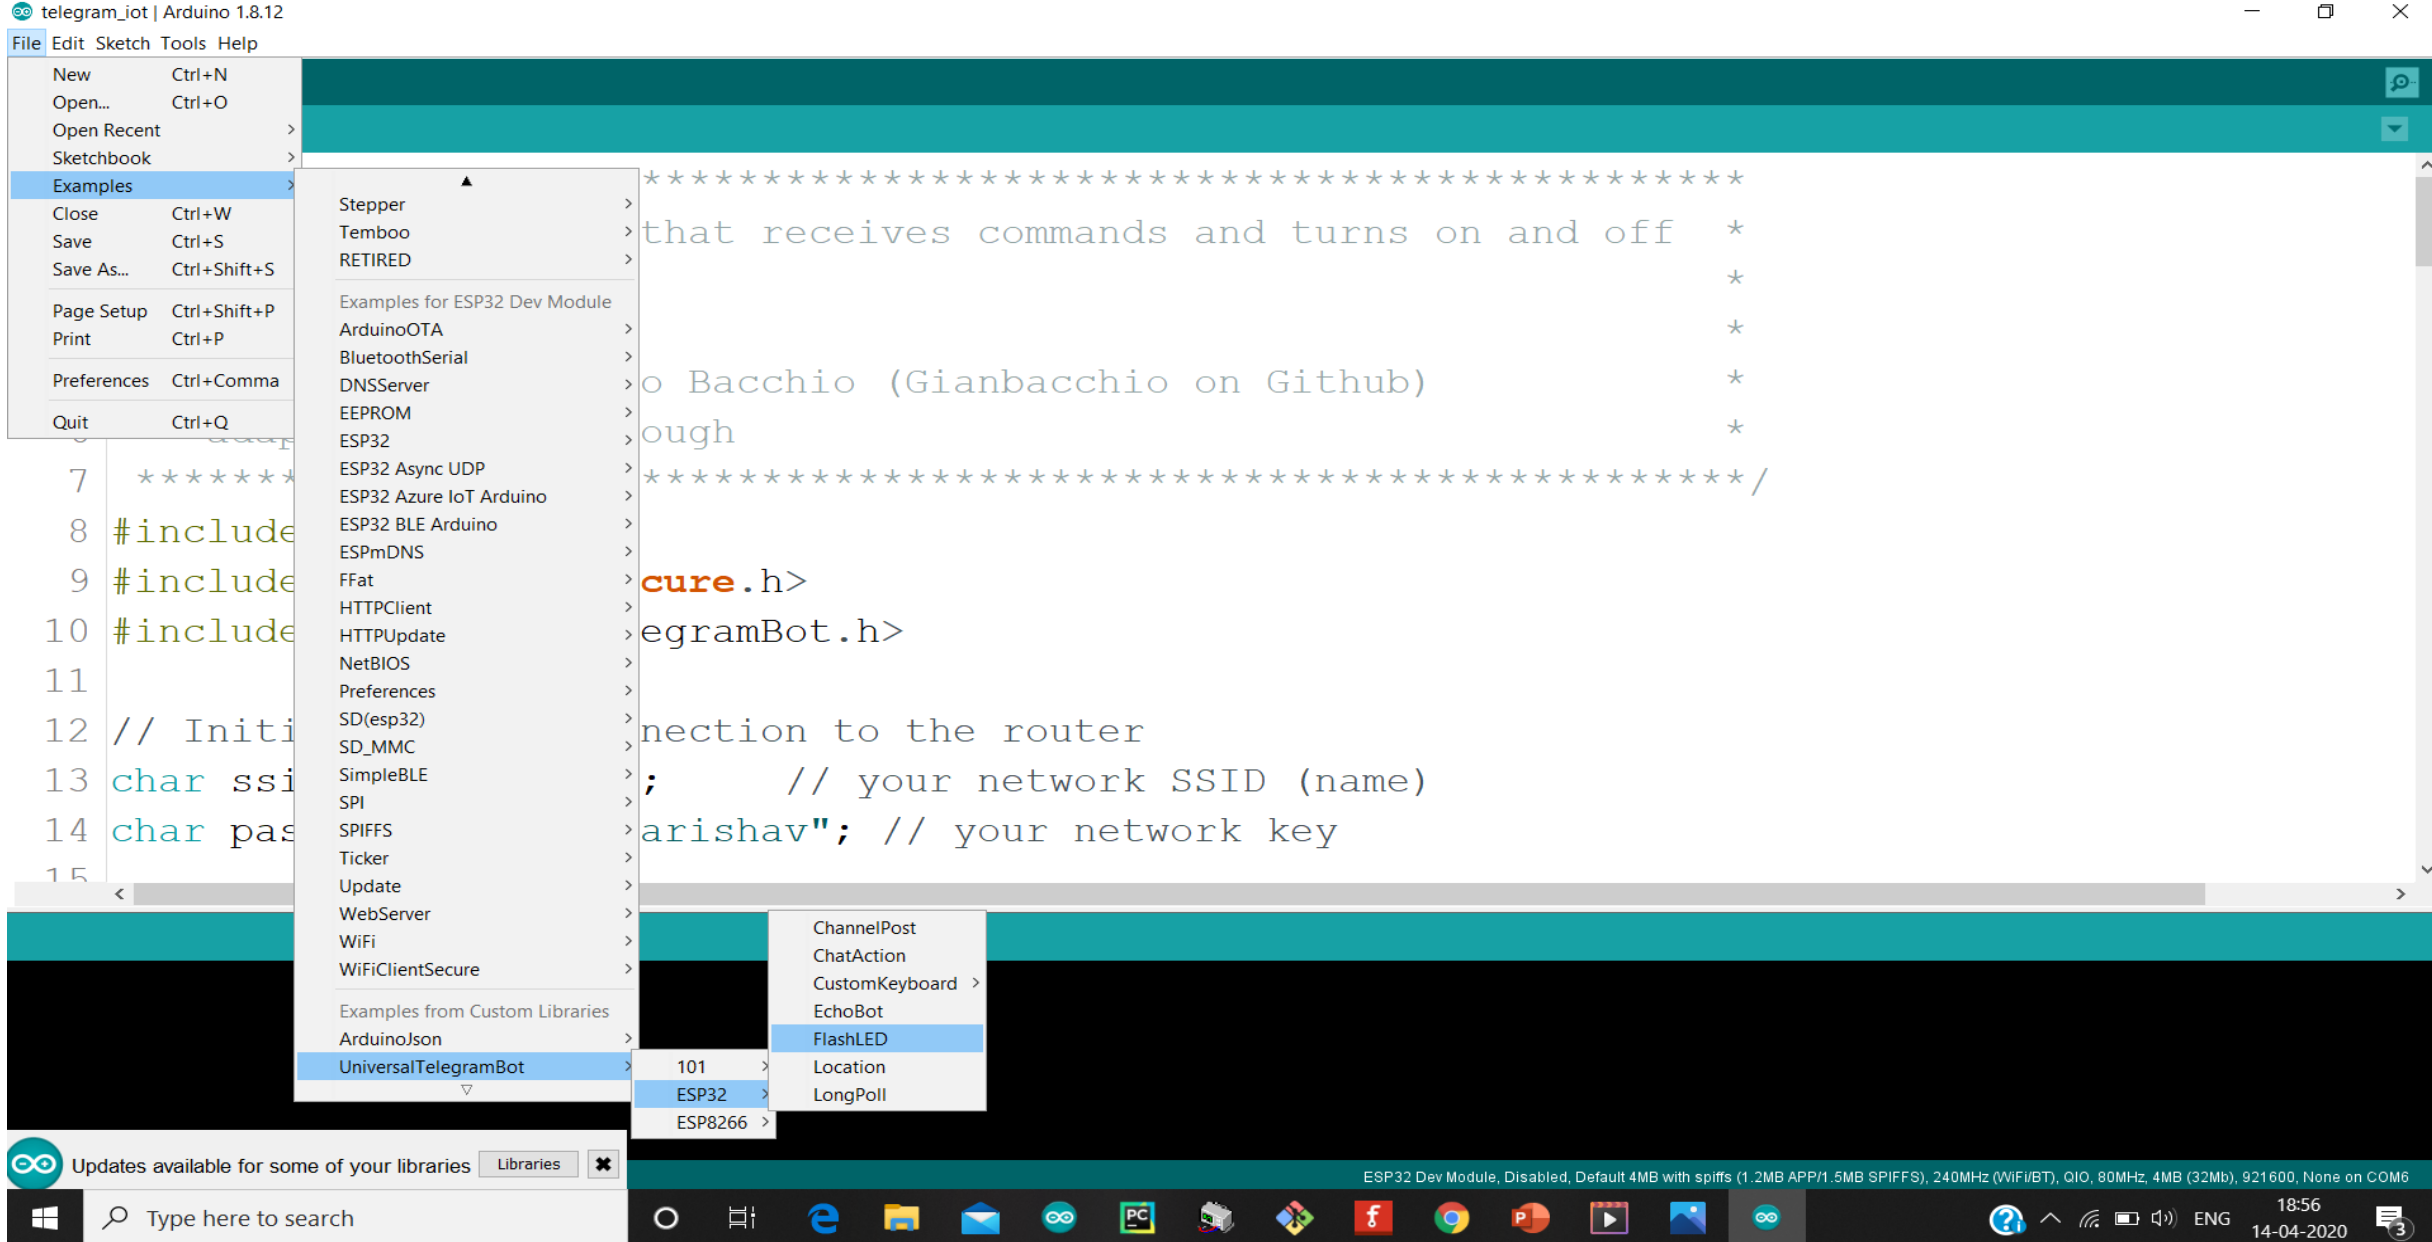 telegram_iot | Arduino 1.8.12
File Edit Sketch Tools Help
New Ctrl+N
Open... Ctrl+O
Open Recent
Sketchbook
Examples
Close Ctrl+W
Save Ctrl+S
Save As... Ctrl+Shift+S
Page Setup Ctrl+Shift+P
Print Ctrl+P
Preferences Ctrl+Comma
Quit Ctrl+Q
Stepper
Temboo
RETIRED
Examples for ESP32 Dev Module
ArduinoOTA
BluetoothSerial
DNSServer
EEPROM
ESP32
ESP32 Async UDP
ESP32 Azure IoT Arduino
ESP32 BLE Arduino
ESPmDNS
FFat
HTTPClient
HTTPUpdate
NetBIOS
Preferences
SD(esp32)
SD_MMC
SimpleBLE
SPI
SPIFFS
Ticker
Update
WebServer
WiFi
WiFiClientSecure
Examples from Custom Libraries
ArduinoJson
UniversalTelegramBot
101
ESP32
ESP8266
ChannelPost
ChatAction
CustomKeyboard
EchoBot
FlashLED
Location
LongPoll
**********************************************
that receives commands and turns on and off *
*
*
o Bacchio (Gianbacchio on Github) *
ough *
7 ******* **********************************************/
8 #include
9 #include cure.h>
10 #include egramBot.h>
11
12 // Initi nection to the router
13 char ssi ; // your network SSID (name)
14 char pas arishav"; // your network key
15
Updates available for some of your libraries Libraries
ESP32 Dev Module, Disabled, Default 4MB with spiffs (1.2MB APP/1.5MB SPIFFS), 240MHz (WiFi/BT), QIO, 80MHz, 4MB (32Mb), 921600, None on COM6
Type here to search
PC
P
ENG
18:56
14-04-2020
3